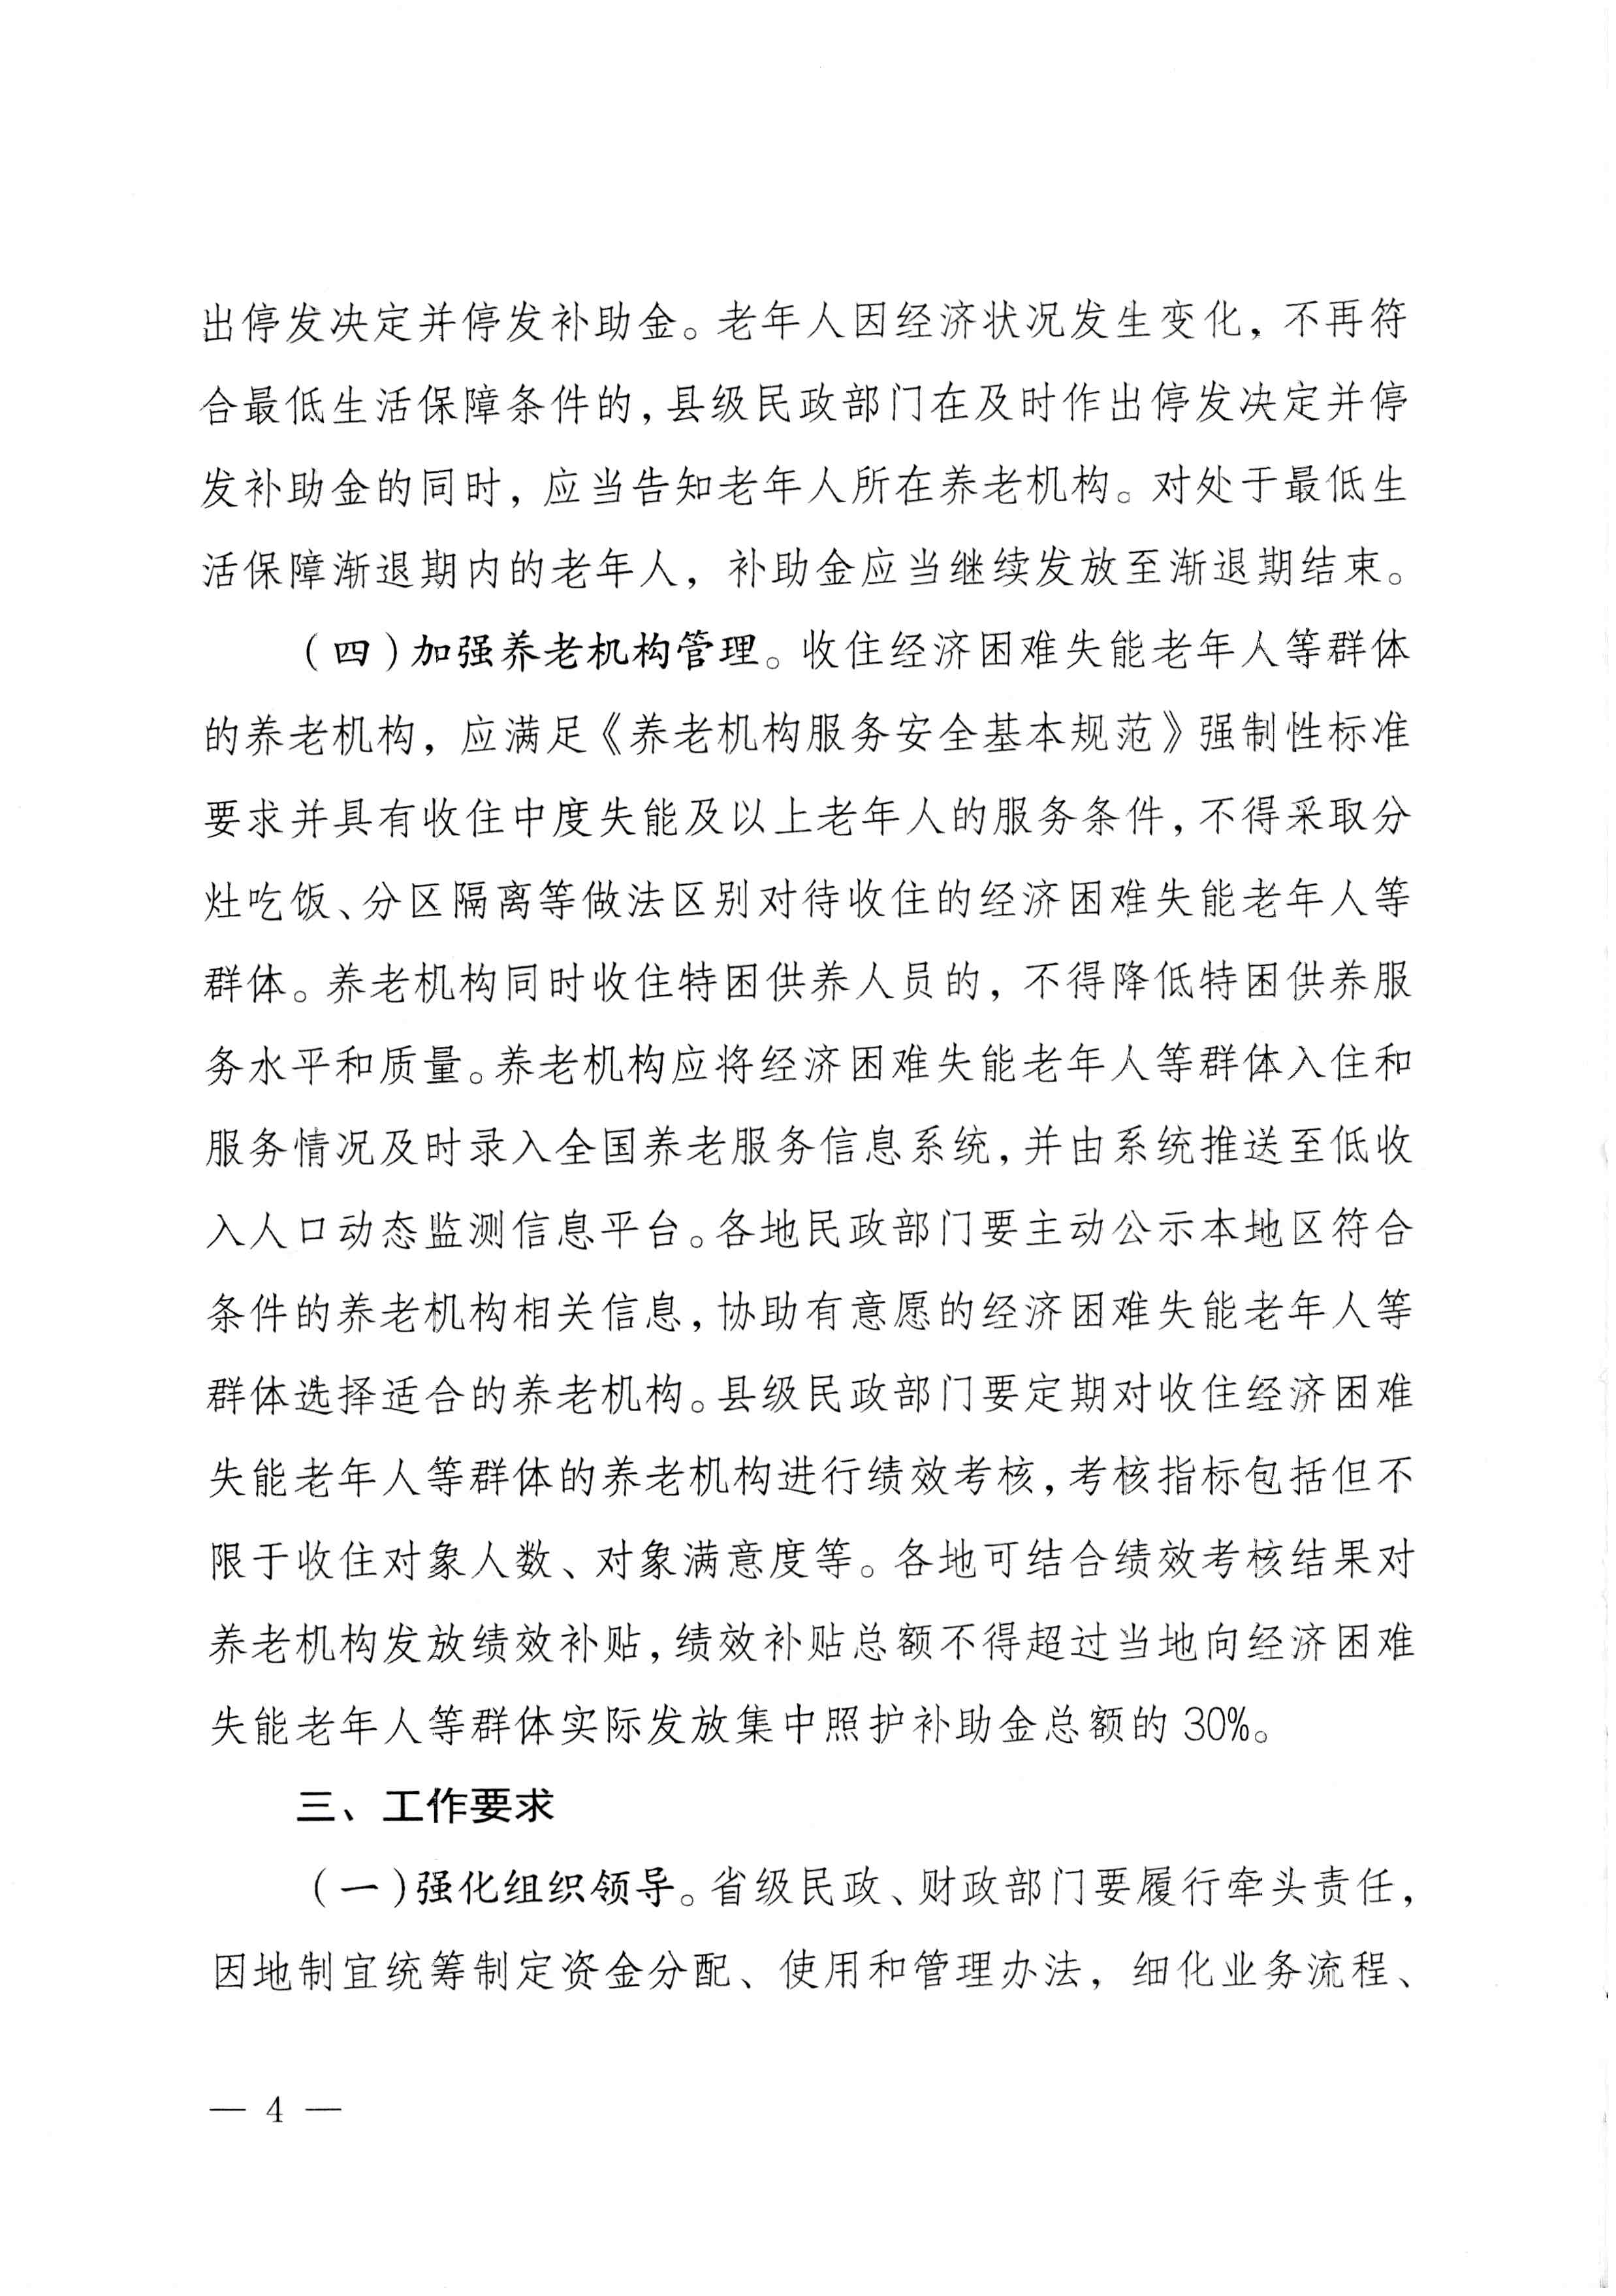 出停发决定并停发补助金。老年人因经济状况发生变化，不再符
合最低生活保障条件的，县级民政部门在及时作出停发决定并停
发补助金的同时，应当告知老年人所在养老机构。对处于最低生
活保障渐退期内的老年人，补助金应当继续发放至渐退期结束。
（四）加强养老机构管理。收住经济困难失能老年人等群体
的养老机构，应满足《养老机构服务安全基本规范》强制性标准
要求并具有收住中度失能及以上老年人的服务条件，不得采取分
灶吃饭、分区隔离等做法区别对待收住的经济困难失能老年人等
群体。养老机构同时收住特困供养人员的，不得降低特困供养服
务水平和质量。养老机构应将经济困难失能老年人等群体入住和
服务情况及时录入全国养老服务信息系统，并由系统推送至低收
入人口动态监测信息平台。各地民政部门要主动公示本地区符合
条件的养老机构相关信息，协助有意愿的经济困难失能老年人等
群体选择适合的养老机构。县级民政部门要定期对收住经济困难
失能老年人等群体的养老机构进行绩效考核，考核指标包括但不
限于收住对象人数、对象满意度等。各地可结合绩效考核结果对
养老机构发放绩效补贴，绩效补贴总额不得超过当地向经济困难
失能老年人等群体实际发放集中照护补助金总额的 30%。
三、工作要求
（一）强化组织领导。省级民政、财政部门要履行牵头责任，
因地制宜统筹制定资金分配、使用和管理办法，细化业务流程、
— 4 —